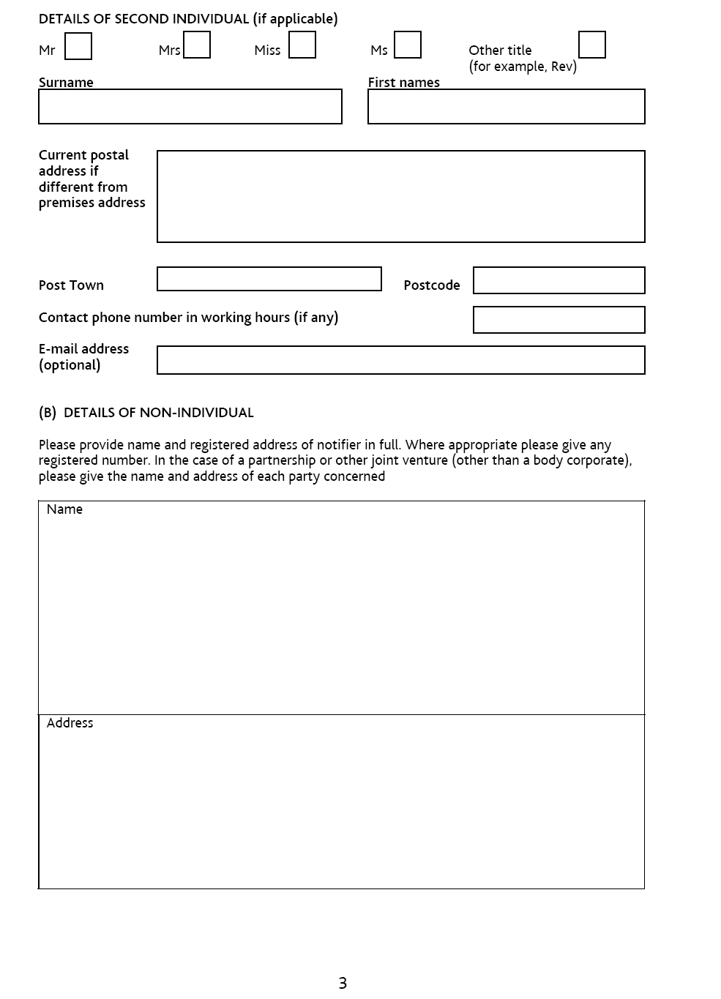 DETAILS OF SECOND INDIVIDUAL (if applicable)
Mr Mrs Miss Ms Other title
(for example, Rev)
Surname First names
Current postal
address if
different from
premises address
Post Town Postcode
Contact phone number in working hours (if any)
E-mail address
(optional)
(B) DETAILS OF NON-INDIVIDUAL
Please provide name and registered address of notifier in full. Where appropriate please give any
registered number. In the case of a partnership or other joint venture (other than a body corporate),
please give the name and address of each party concerned
Name
Address
3